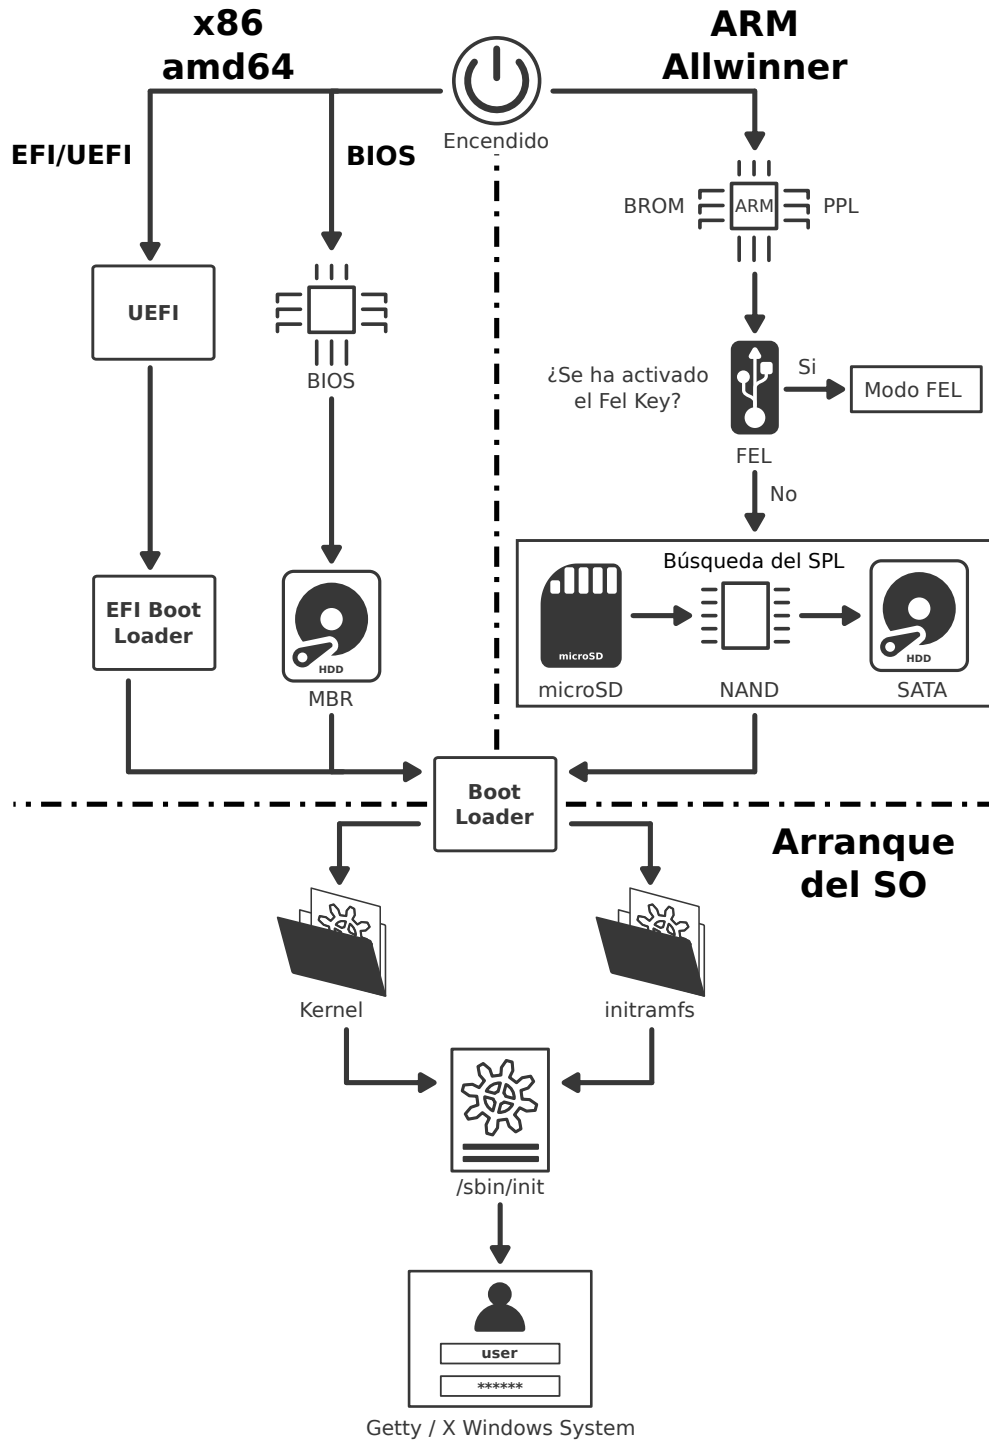 x86
amd64
ARM
Allwinner
Encendido
EFI/UEFI
BIOS
BROM
ARM
PPL
UEFI
BIOS
¿Se ha activado
el Fel Key?
Si
Modo FEL
FEL
No
Búsqueda del SPL
EFI Boot
Loader
HDD
MBR
microSD
microSD
NAND
HDD
SATA
Boot
Loader
Arranque
del SO
Kernel
initramfs
/sbin/init
user
******
Getty / X Windows System